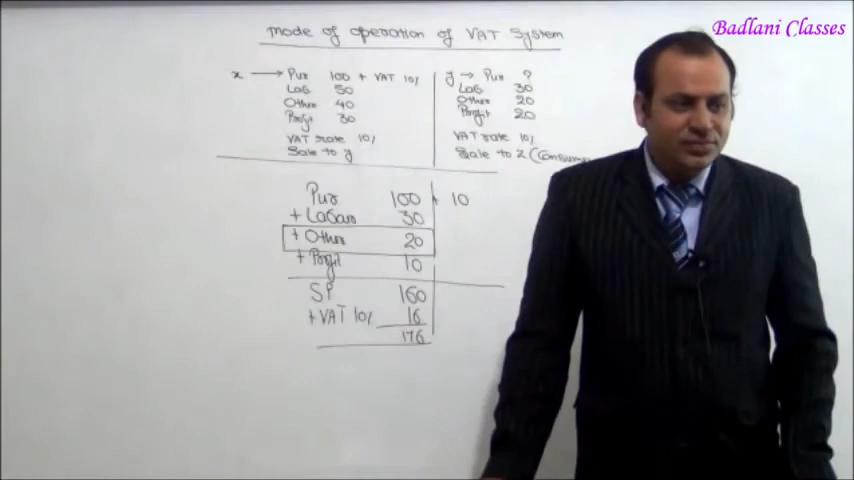 Badlani Classes
Mode of operation of VAT System
x → Pur 100 + VAT 10%
Lab 50
Other 40
Profit 30
VAT rate 10%
Sale to y
y → Pur ?
Lab 30
Other 20
Profit 20
VAT rate 10%
Sale to Z (Consumer
Pur 100 + 10
+ Labour 30
+ Other 20
+ Profit 10
SP 160
+ VAT 10% 16
176